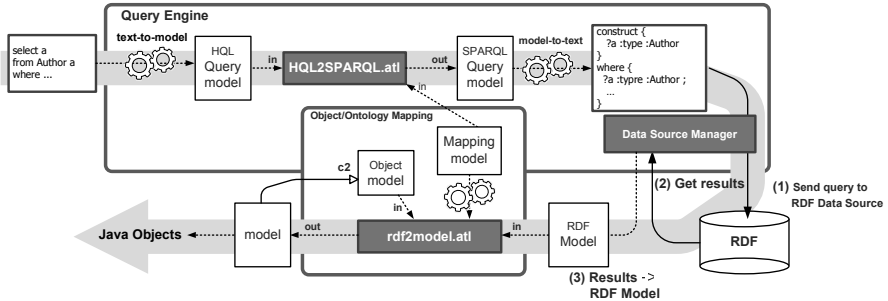 Query Engine
select a
from Author a
where ...
text-to-model
HQL
Query
model
in
HQL2SPARQL.atl
out
SPARQL
Query
model
model-to-text
construct {
?a :type :Author
}
where {
?a :typre :Author ;
...
}
in
Object/Ontology Mapping
Mapping
model
Data Source Manager
c2
Object
model
in
(2) Get results
(1) Send query to
RDF Data Source
Java Objects
model
out
rdf2model.atl
in
RDF
Model
RDF
(3) Results ->
RDF Model